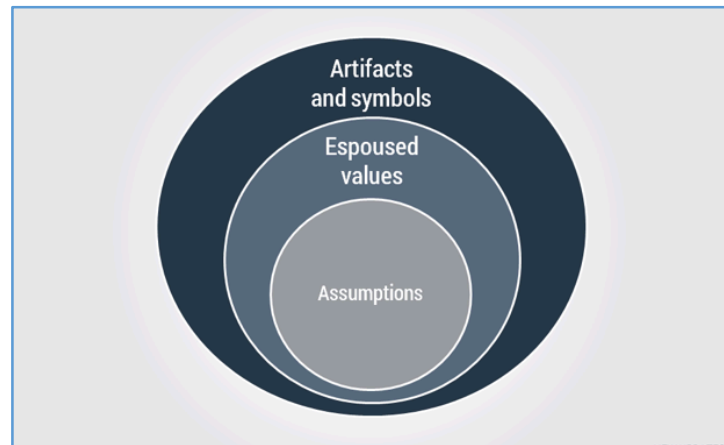 Artifacts
and symbols
Espoused
values
Assumptions